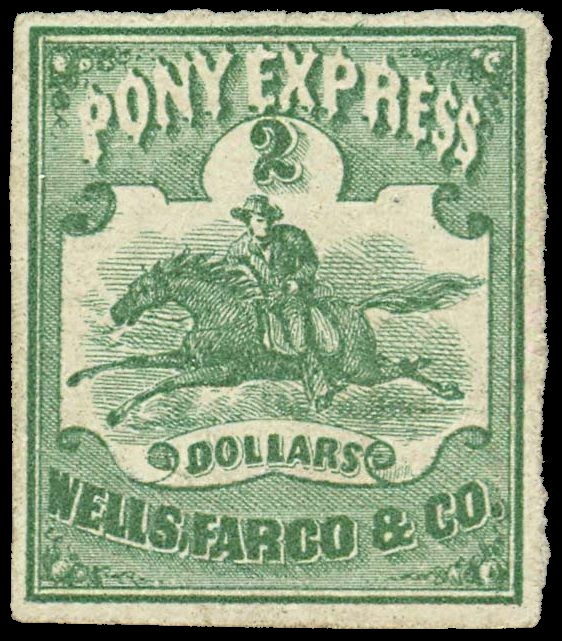 PONY EXPRESS
2
DOLLARS
WELLS, FARGO & CO.